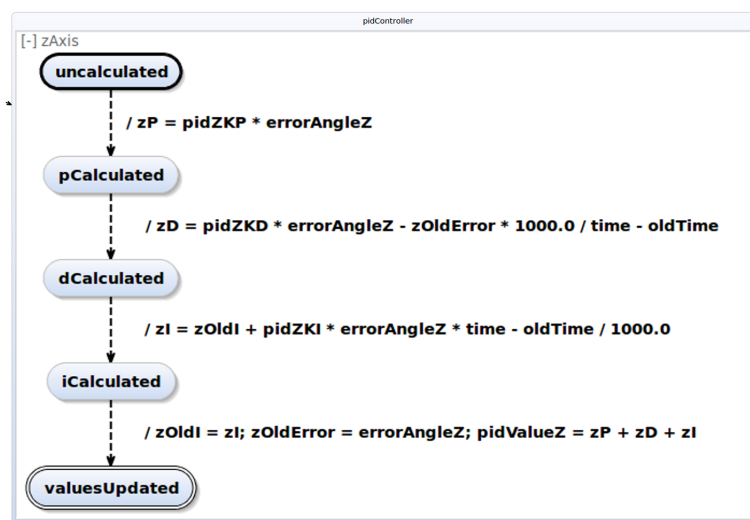 pidController
[-] zAxis
uncalculated
/ zP = pidZKP * errorAngleZ
pCalculated
/ zD = pidZKD * errorAngleZ - zOldError * 1000.0 / time - oldTime
dCalculated
/ zI = zOldI + pidZKI * errorAngleZ * time - oldTime / 1000.0
iCalculated
/ zOldI = zI; zOldError = errorAngleZ; pidValueZ = zP + zD + zI
valuesUpdated